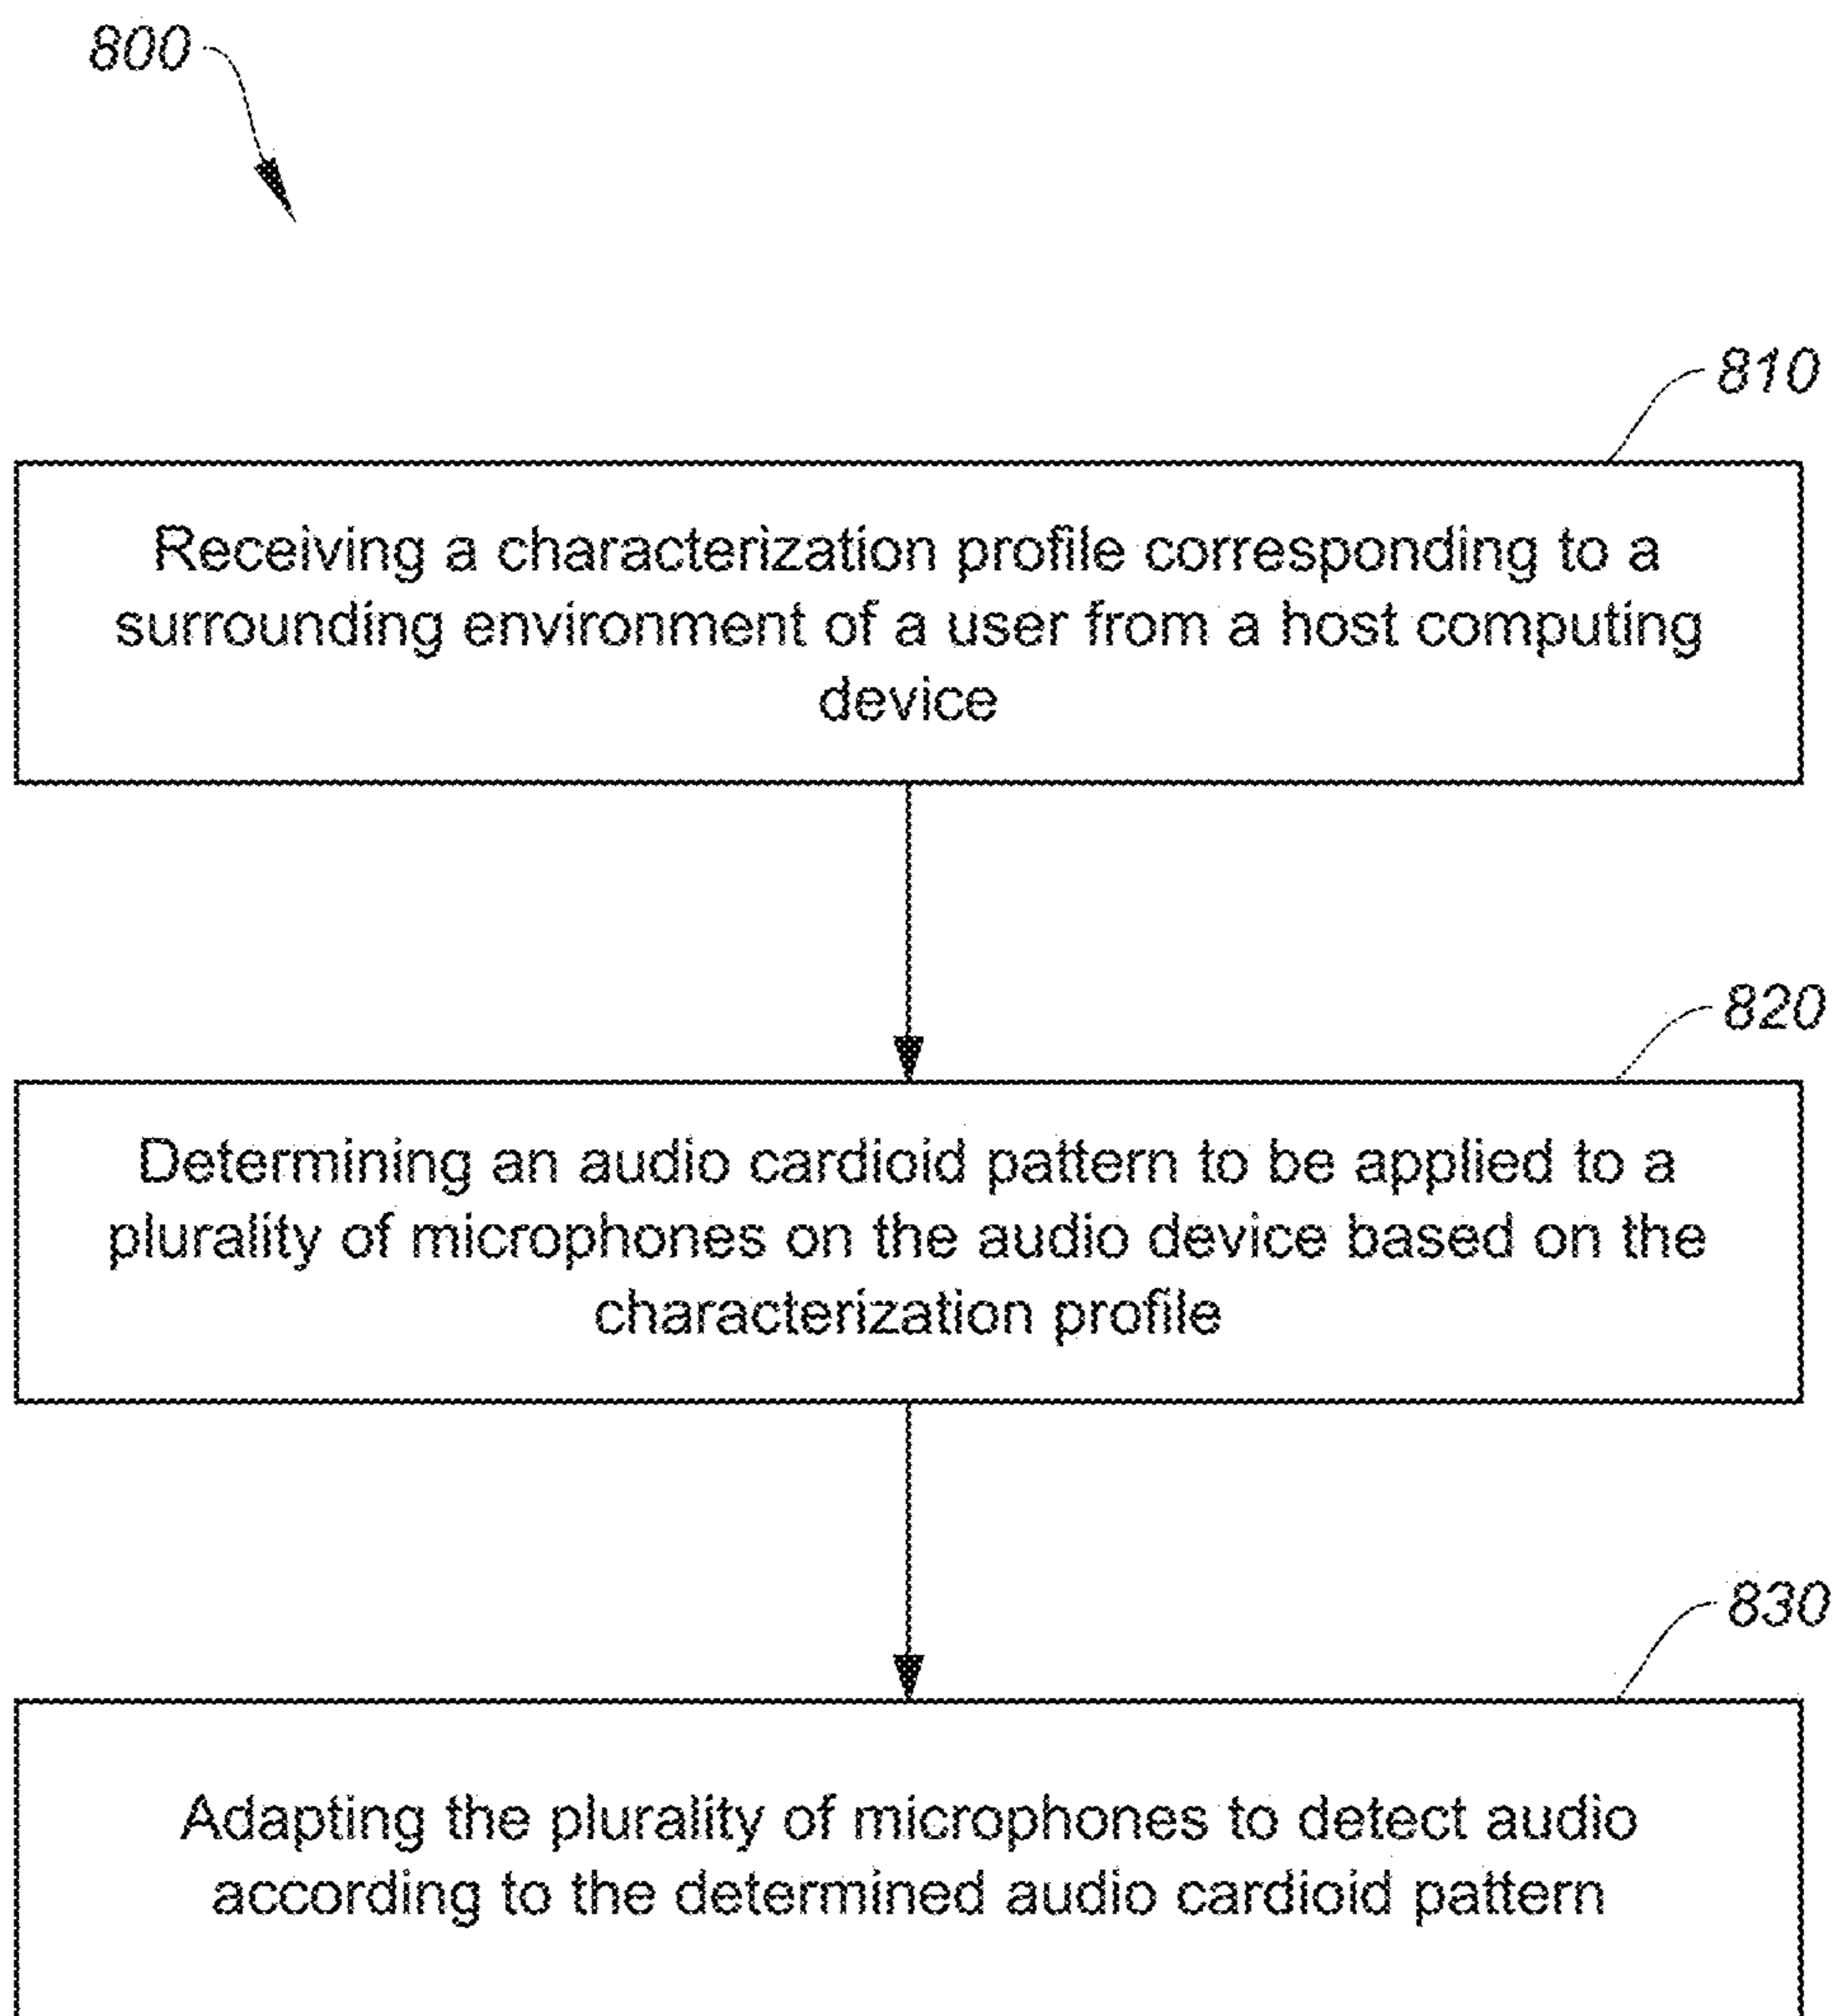 800
810
Receiving a characterization profile corresponding to a
surrounding environment of a user from a host computing
device
820
Determining an audio cardioid pattern to be applied to a
plurality of microphones on the audio device based on the
characterization profile
830
Adapting the plurality of microphones to detect audio
according to the determined audio cardioid pattern